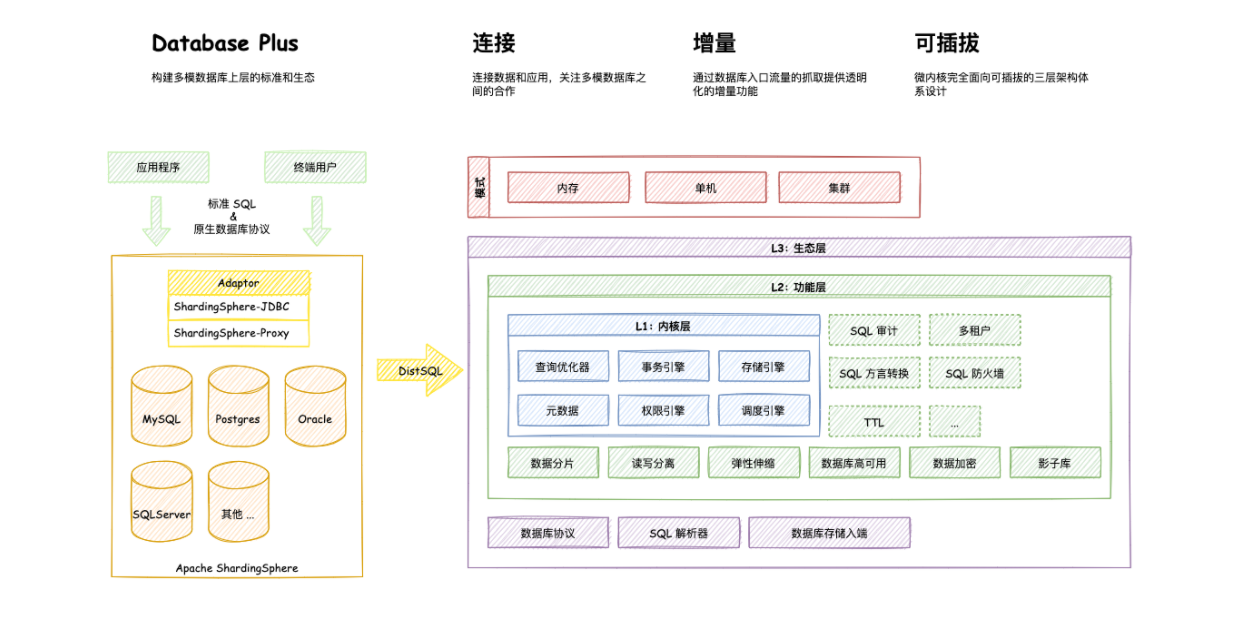 Database Plus
构建多模数据库上层的标准和生态
连接
连接数据和应用，关注多模数据库之
间的合作
增量
通过数据库入口流量的抓取提供透明
化的增量功能
可插拔
微内核完全面向可插拔的三层架构体
系设计
应用程序
终端用户
标准 SQL
&
原生数据库协议
Adaptor
ShardingSphere-JDBC
ShardingSphere-Proxy
MySQL
Postgres
Oracle
SQLServer
其他 ...
Apache ShardingSphere
DistSQL
模式
内存
单机
集群
L3：生态层
L2：功能层
L1：内核层
查询优化器
事务引擎
存储引擎
元数据
权限引擎
调度引擎
SQL 审计
多租户
SQL 方言转换
SQL 防火墙
TTL
...
数据分片
读写分离
弹性伸缩
数据库高可用
数据加密
影子库
数据库协议
SQL 解析器
数据库存储入端